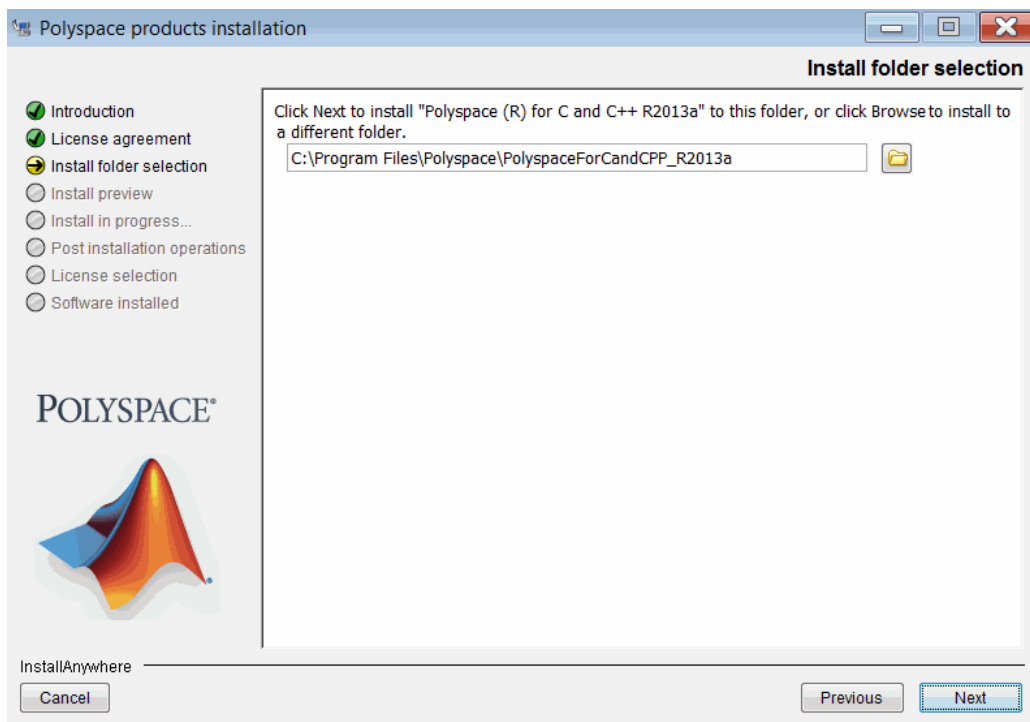 Polyspace products installation
Install folder selection
Introduction
License agreement
Install folder selection
Install preview
Install in progress...
Post installation operations
License selection
Software installed
Click Next to install "Polyspace (R) for C and C++ R2013a" to this folder, or click Browse to install to
a different folder.
C:\Program Files\Polyspace\PolyspaceForCandCPP_R2013a
POLYSPACE®
InstallAnywhere
Cancel
Previous
Next